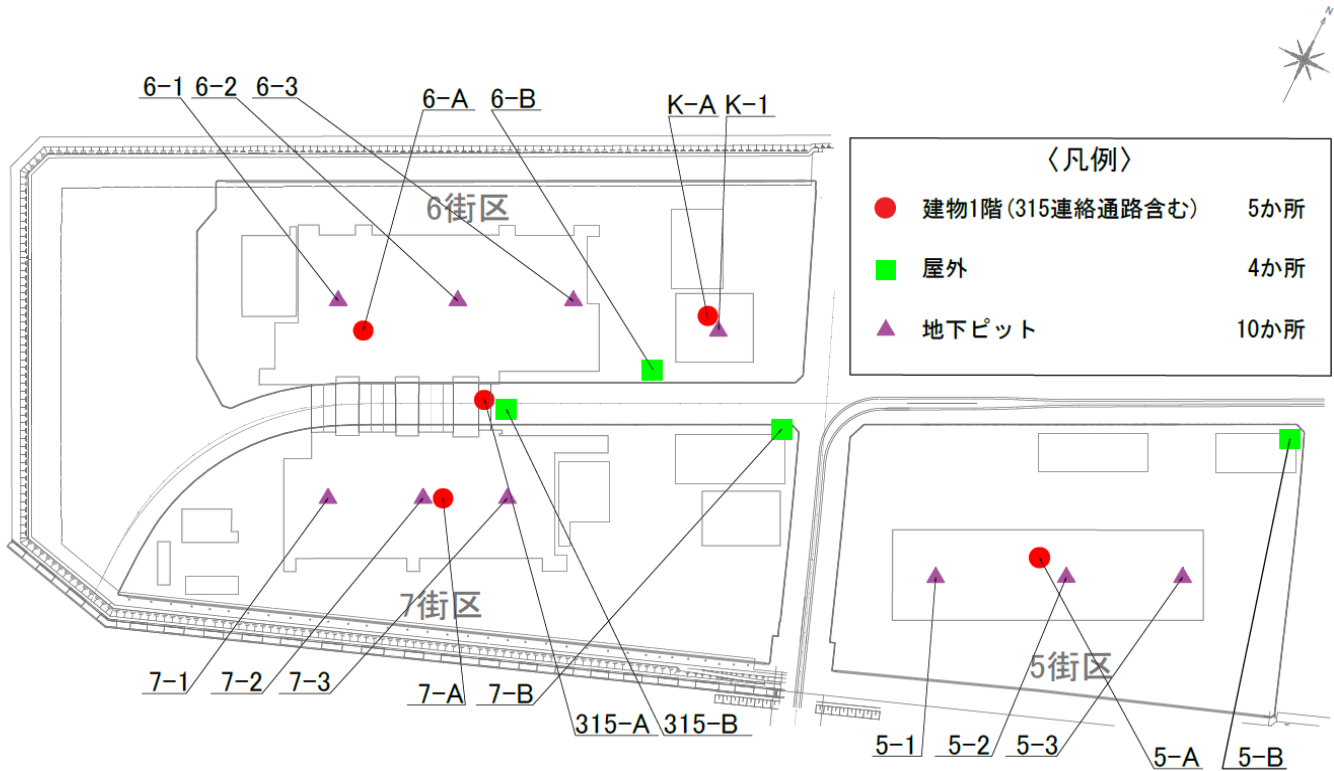 N
6-1 6-2 6-3 6-A 6-B K-A K-1
〈凡例〉
建物1階(315連絡通路含む) 5か所
屋外 4か所
地下ピット 10か所
6街区
7街区
5街区
7-1 7-2 7-3 7-A 7-B
315-A 315-B
5-1 5-2 5-3 5-A 5-B